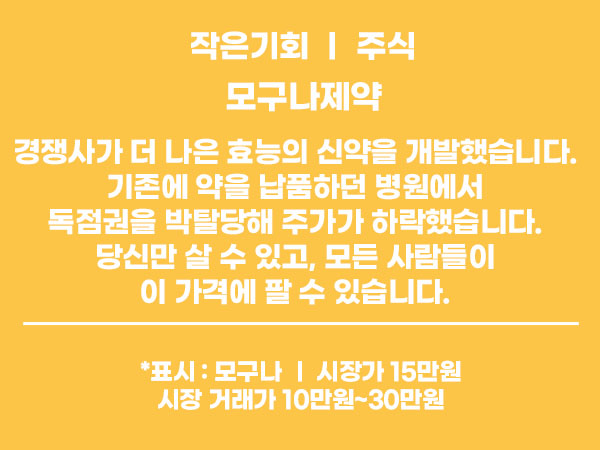 작은기회 ㅣ 주식
모구나제약
경쟁사가 더 나은 효능의 신약을 개발했습니다.
기존에 약을 납품하던 병원에서
독점권을 박탈당해 주가가 하락했습니다.
당신만 살 수 있고, 모든 사람들이
이 가격에 팔 수 있습니다.
*표시 : 모구나 ㅣ 시장가 15만원
시장 거래가 10만원~30만원